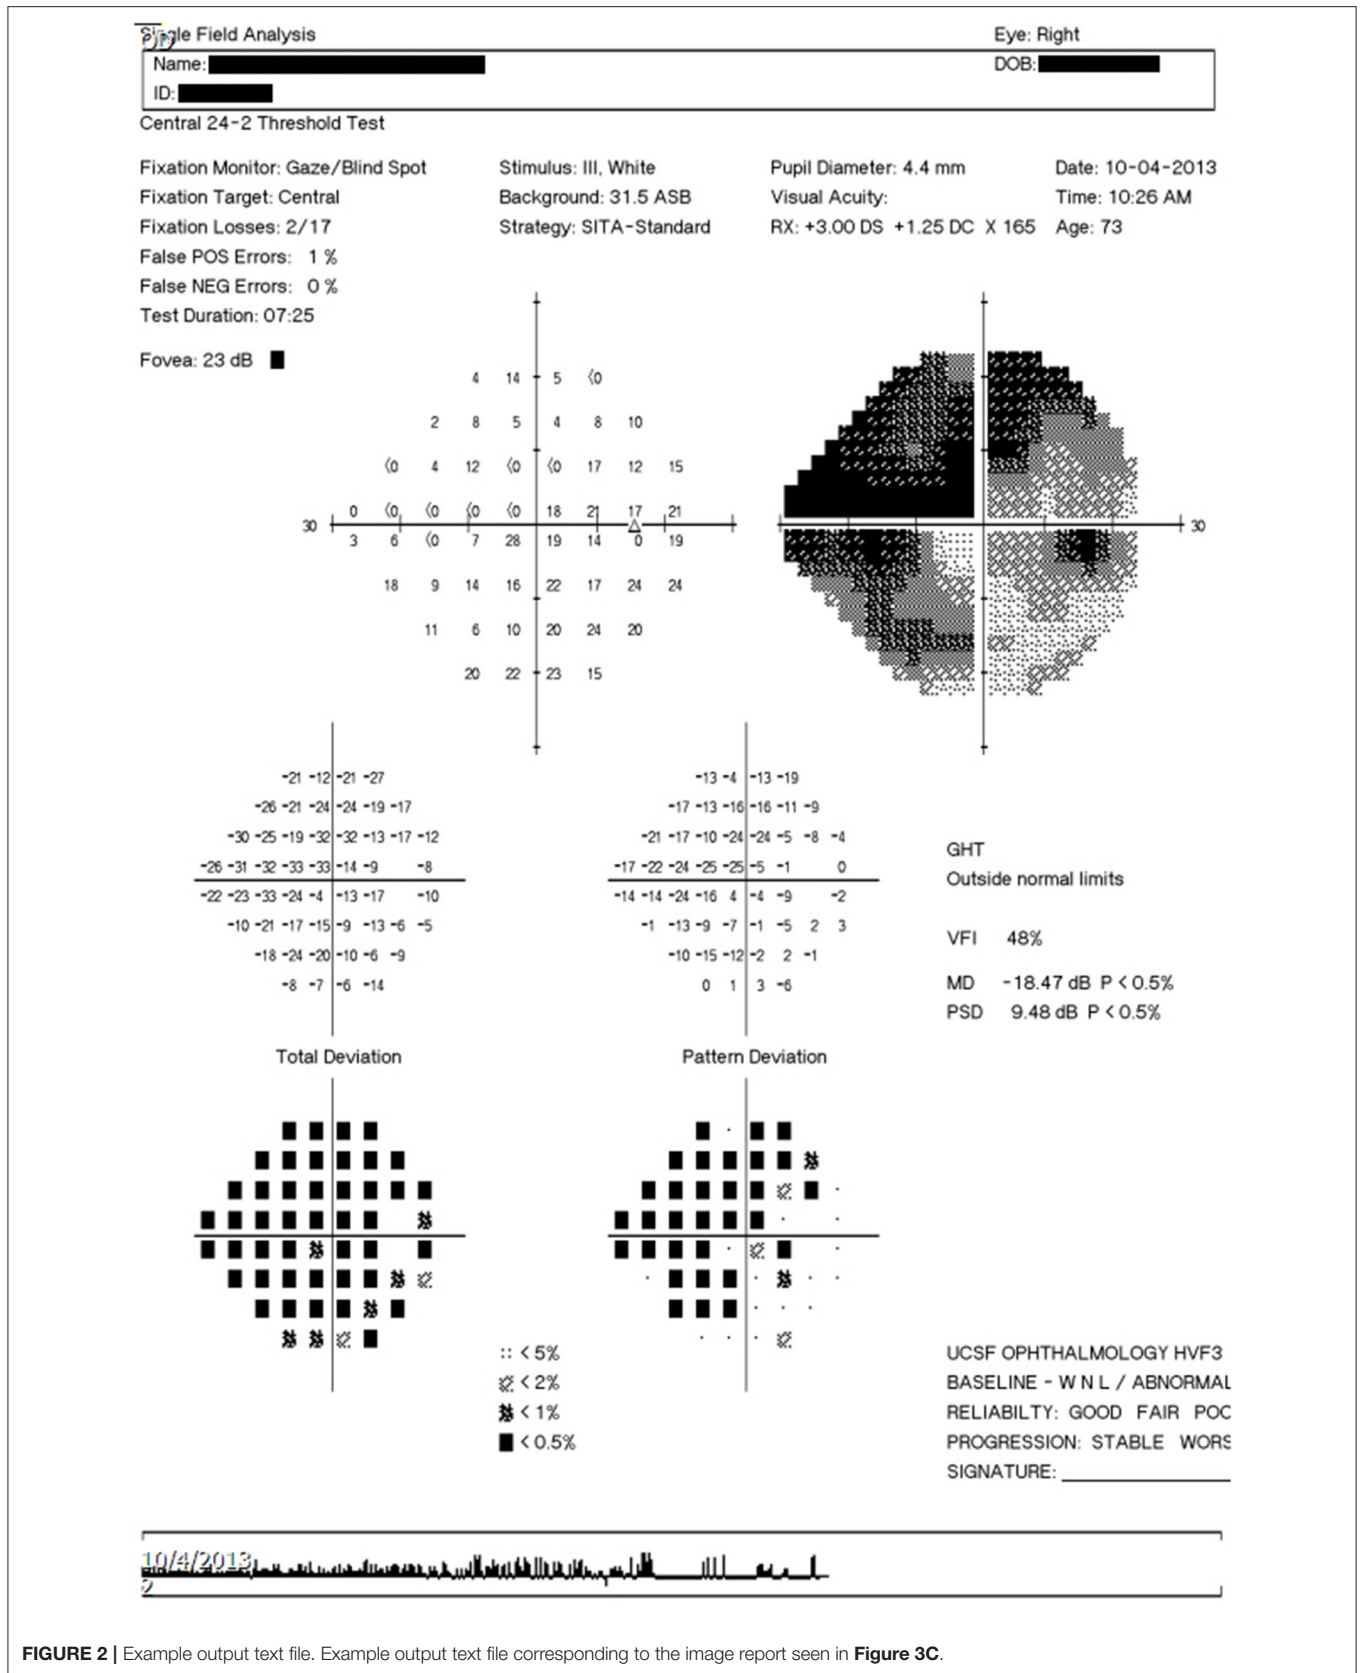 Single Field Analysis Eye: Right
OD
Name: DOB:
ID:
Central 24-2 Threshold Test
Fixation Monitor: Gaze/Blind Spot Stimulus: III, White Pupil Diameter: 4.4 mm Date: 10-04-2013
Fixation Target: Central Background: 31.5 ASB Visual Acuity: Time: 10:26 AM
Fixation Losses: 2/17 Strategy: SITA-Standard RX: +3.00 DS +1.25 DC X 165 Age: 73
False POS Errors: 1 %
False NEG Errors: 0 %
Test Duration: 07:25
Fovea: 23 dB
4 14 5 <0
2 8 5 4 8 10
<0 4 12 <0 <0 17 12 15
0 <0 <0 <0 <0 18 21 17 21
30 30
3 6 <0 7 28 19 14 0 19
18 9 14 16 22 17 24 24
11 6 10 20 24 20
20 22 23 15
-21 -12 -21 -27 -13 -4 -13 -19
-26 -21 -24 -24 -19 -17 -17 -13 -16 -16 -11 -9
-30 -25 -19 -32 -32 -13 -17 -12 -21 -17 -10 -24 -24 -5 -8 -4
GHT
-26 -31 -32 -33 -33 -14 -9 -8 -17 -22 -24 -25 -25 -5 -1 0
Outside normal limits
-22 -23 -33 -24 -4 -13 -17 -10 -14 -14 -24 -16 4 -4 -9 -2
-10 -21 -17 -15 -9 -13 -6 -5 -1 -13 -9 -7 -1 -5 2 3
VFI 48%
-18 -24 -20 -10 -6 -9 -10 -15 -12 -2 2 -1
-8 -7 -6 -14 0 1 3 -6
MD -18.47 dB P < 0.5%
PSD 9.48 dB P < 0.5%
Total Deviation Pattern Deviation
< 5%
< 2%
< 1%
< 0.5%
UCSF OPHTHALMOLOGY HVF3
BASELINE - W N L / ABNORMAL
RELIABILTY: GOOD FAIR POO
PROGRESSION: STABLE WORS
SIGNATURE:
10/4/2013
2
FIGURE 2 | Example output text file. Example output text file corresponding to the image report seen in Figure 3C.